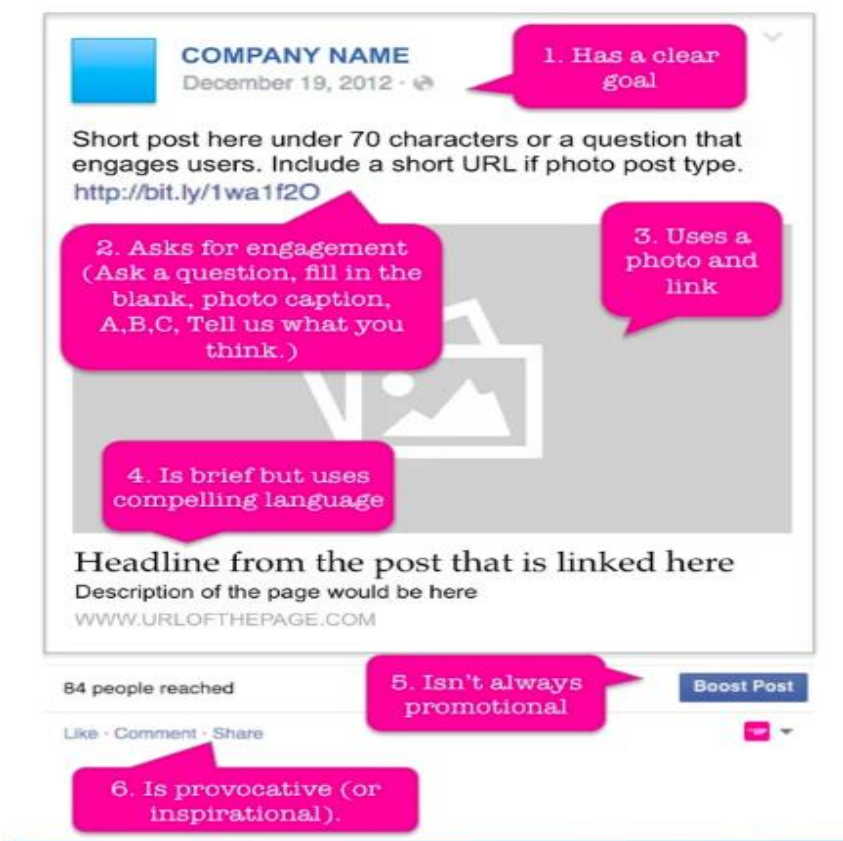 COMPANY NAME
December 19, 2012 ·
1. Has a clear
goal
Short post here under 70 characters or a question that
engages users. Include a short URL if photo post type.
http://bit.ly/1wa1f2O
2. Asks for engagement
(Ask a question, fill in the
blank, photo caption,
A,B,C, Tell us what you
think.)
3. Uses a
photo and
link
4. Is brief but uses
compelling language
Headline from the post that is linked here
Description of the page would be here
WWW.URLOFTHEPAGE.COM
84 people reached
5. Isn't always
promotional
Boost Post
Like · Comment · Share
6. Is provocative (or
inspirational).